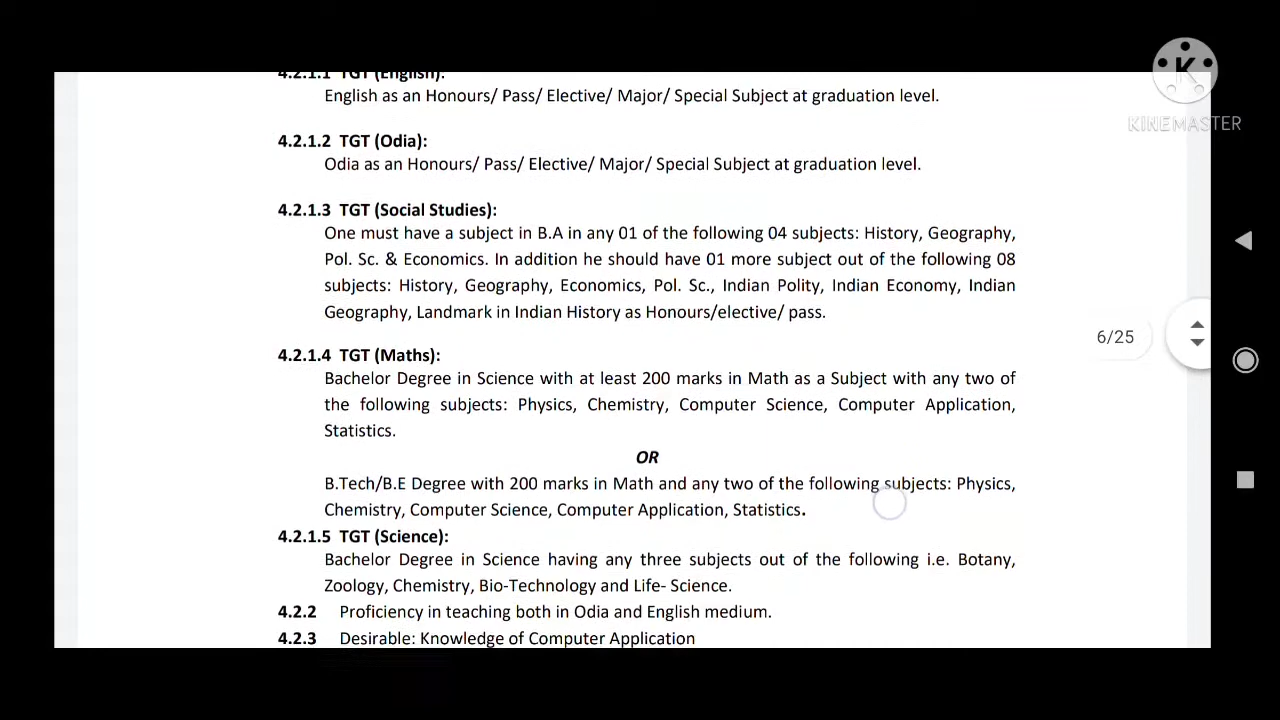 4.2.1.1 TGT (English):
English as an Honours/ Pass/ Elective/ Major/ Special Subject at graduation level.
4.2.1.2 TGT (Odia):
Odia as an Honours/ Pass/ Elective/ Major/ Special Subject at graduation level.
4.2.1.3 TGT (Social Studies):
One must have a subject in B.A in any 01 of the following 04 subjects: History, Geography,
Pol. Sc. & Economics. In addition he should have 01 more subject out of the following 08
subjects: History, Geography, Economics, Pol. Sc., Indian Polity, Indian Economy, Indian
Geography, Landmark in Indian History as Honours/elective/ pass.
4.2.1.4 TGT (Maths):
Bachelor Degree in Science with at least 200 marks in Math as a Subject with any two of
the following subjects: Physics, Chemistry, Computer Science, Computer Application,
Statistics.
OR
B.Tech/B.E Degree with 200 marks in Math and any two of the following subjects: Physics,
Chemistry, Computer Science, Computer Application, Statistics.
4.2.1.5 TGT (Science):
Bachelor Degree in Science having any three subjects out of the following i.e. Botany,
Zoology, Chemistry, Bio-Technology and Life- Science.
4.2.2 Proficiency in teaching both in Odia and English medium.
4.2.3 Desirable: Knowledge of Computer Application
6/25
K
KINEMASTER